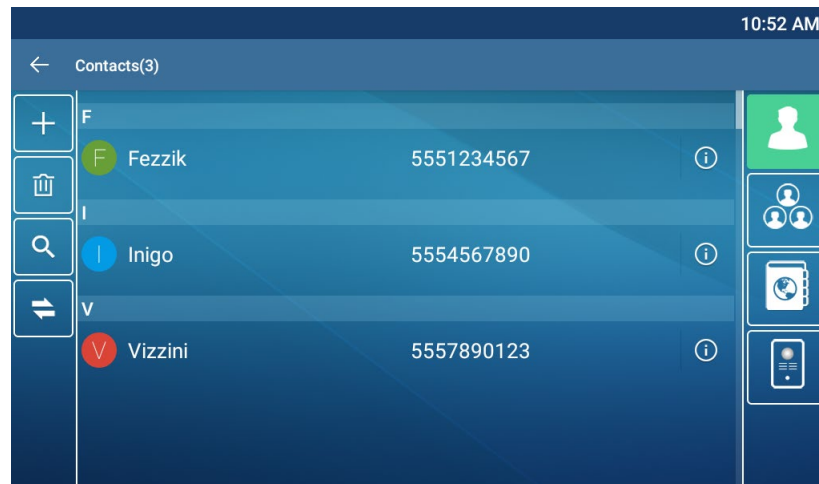 10:52 AM
Contacts(3)
F
F Fezzik 5551234567
I
I Inigo 5554567890
V
V Vizzini 5557890123